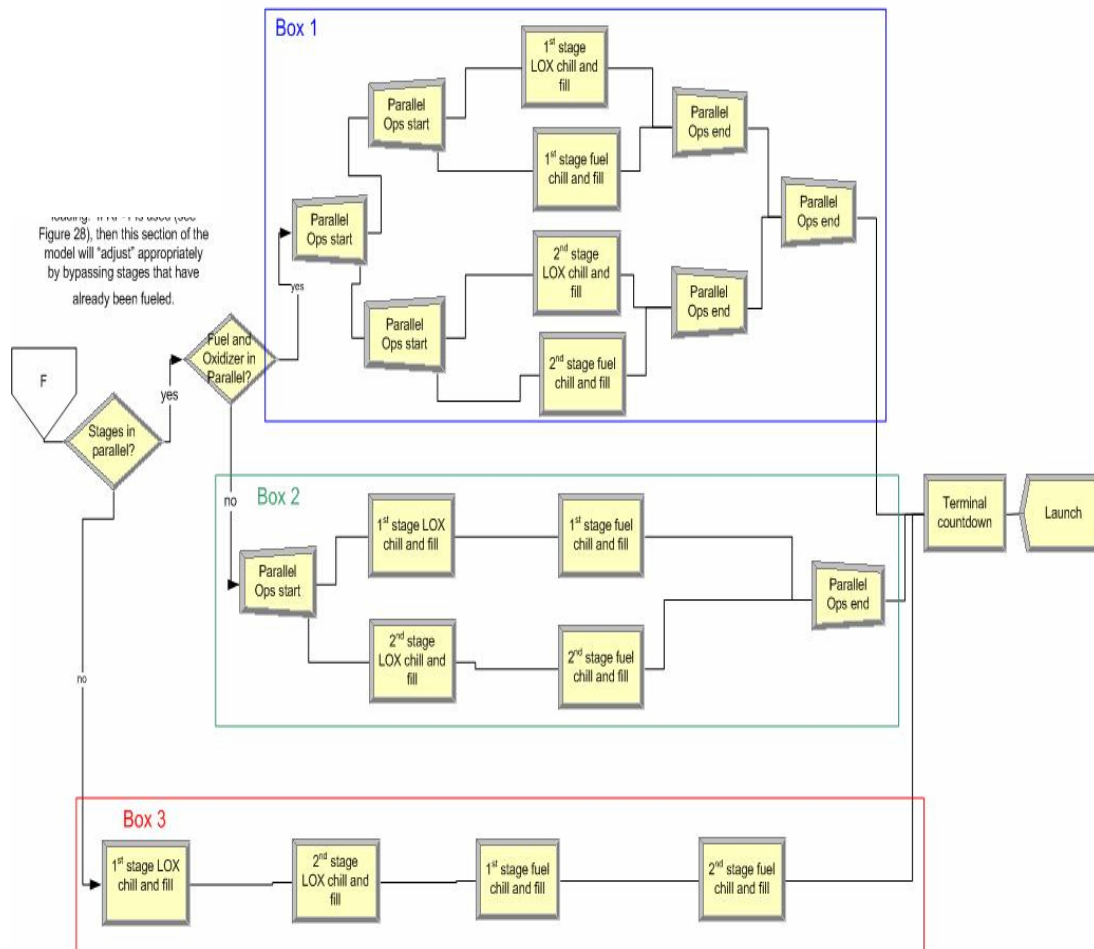 Box 1
1st stage
LOX chill and
fill
Parallel
Ops start
Parallel
Ops end
1st stage fuel
chill and fill
Parallel
Ops start
Parallel
Ops end
Figure 28), then this section of the
model will “adjust” appropriately
by bypassing stages that have
already been fueled.
2nd stage
LOX chill and
fill
yes
Parallel
Ops start
Parallel
Ops end
2nd stage fuel
chill and fill
Fuel and
Oxidizer in
Parallel?
F
yes
Stages in
parallel?
Box 2
no
1st stage LOX
chill and fill
1st stage fuel
chill and fill
Parallel
Ops start
Parallel
Ops end
2nd stage
LOX chill and
fill
2nd stage fuel
chill and fill
Terminal
countdown
Launch
no
Box 3
1st stage LOX
chill and fill
2nd stage
LOX chill and
fill
1st stage fuel
chill and fill
2nd stage fuel
chill and fill